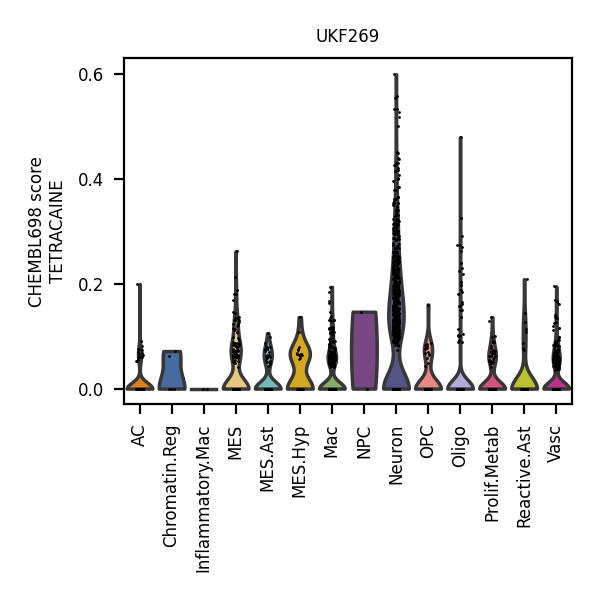 UKF269
CHEMBL698 score
TETRACAINE
0.6
0.4
0.2
0.0
AC
Chromatin.Reg
Inflammatory.Mac
MES
MES.Ast
MES.Hyp
Mac
NPC
Neuron
OPC
Oligo
Prolif.Metab
Reactive.Ast
Vasc